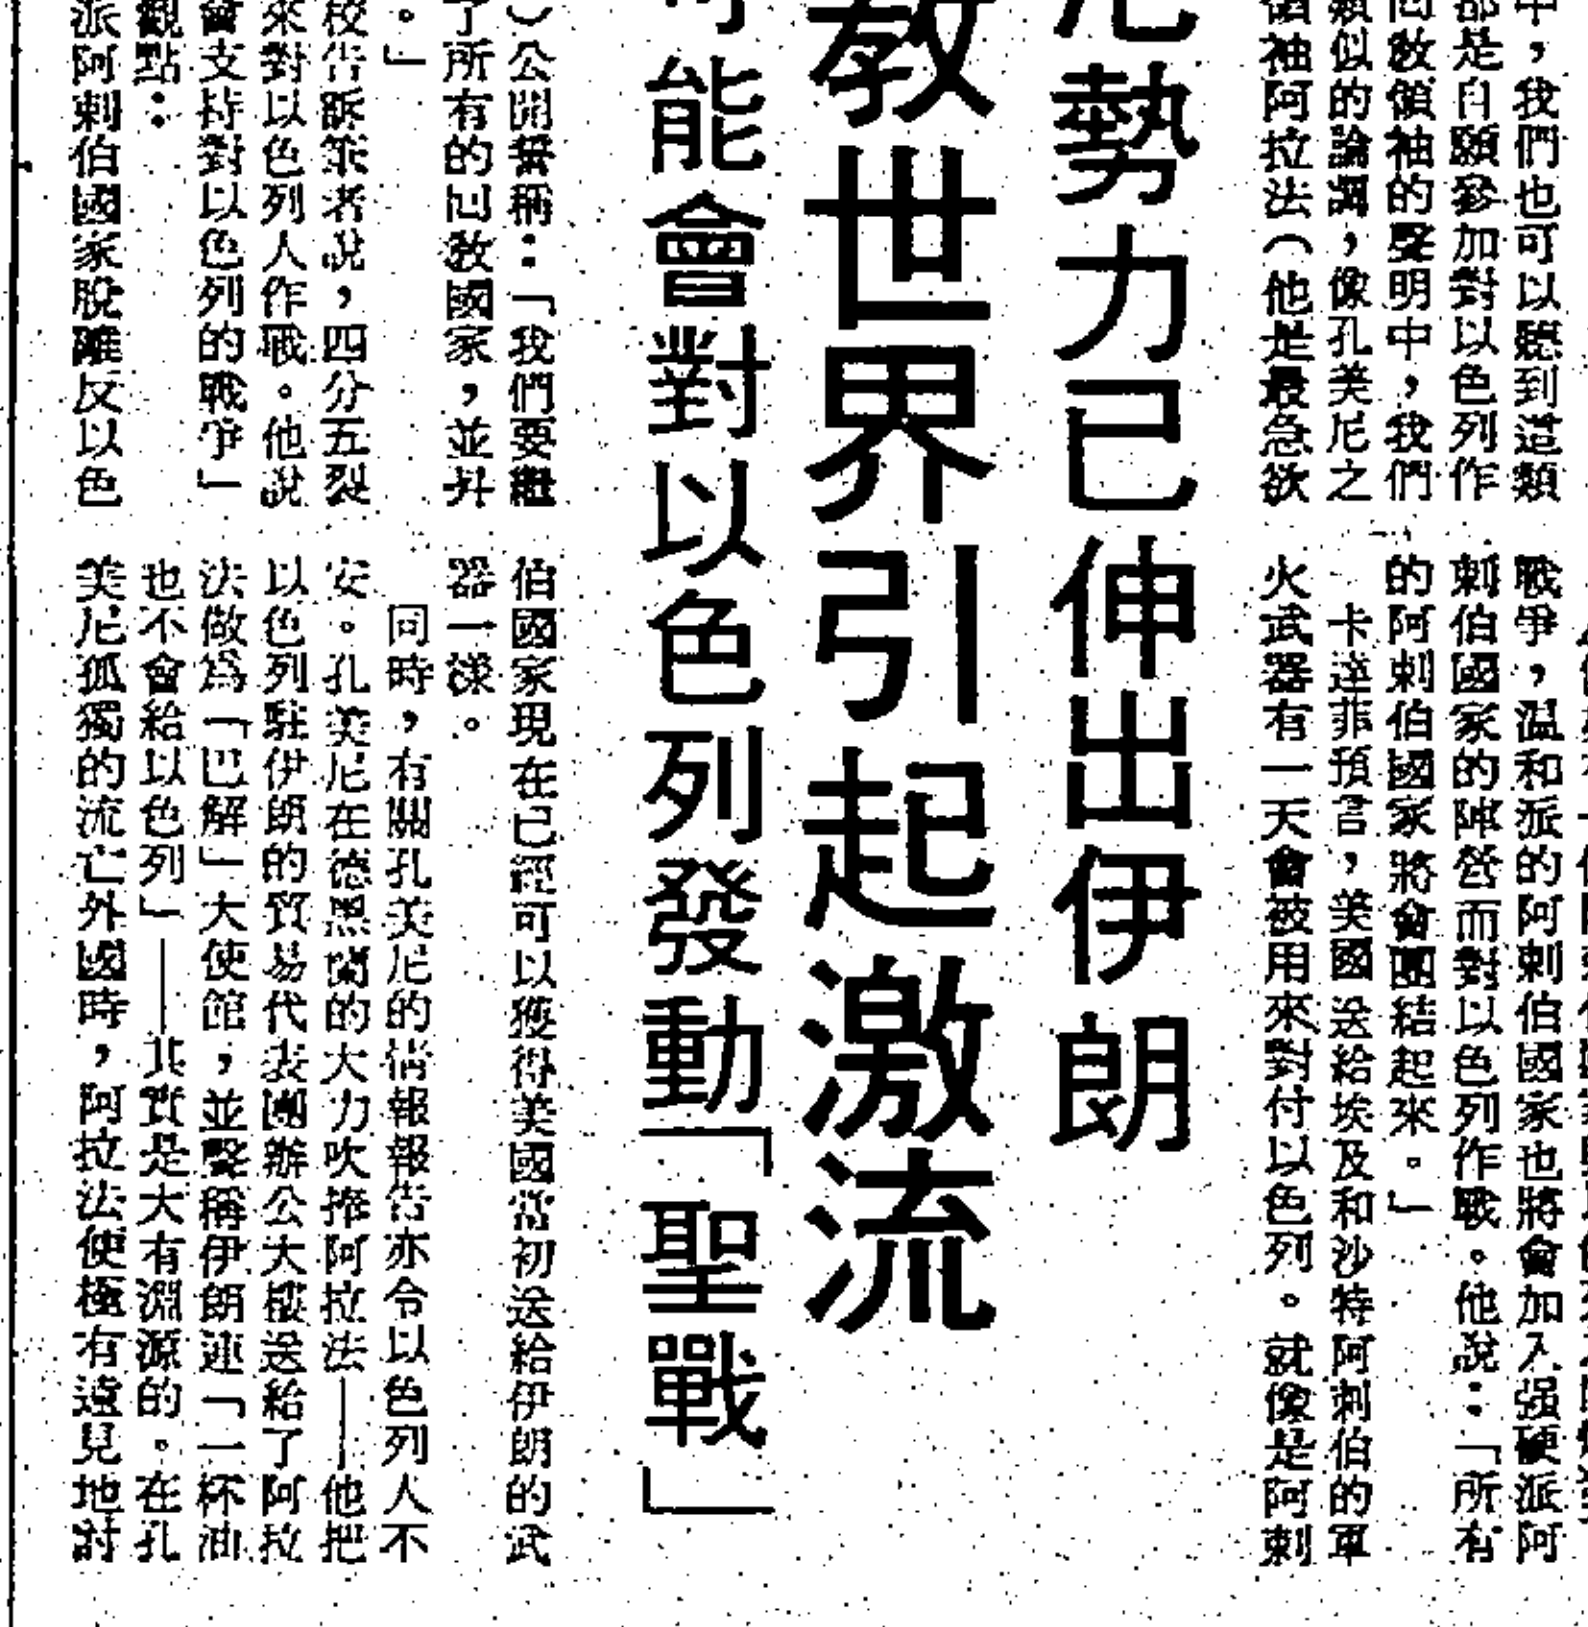 尼勢力已伸出伊朗
教世界引起激流
可能會對以色列發動「聖戰」
中，我們也可以聽到這類
都是自願參加對以色列作
回教領袖的聲明中，我們
類似的論調，像孔美尼之
領袖阿拉法（他是最急欲
）公開誓稱：「我們要繼
了所有的回教國家，並幷
。」
校告訴筆者說，四分五裂
來對以色列人作戰。他說
會支持對以色列的戰爭」
觀點：
派阿剌伯國家脫離反以色
戰爭，温和派的阿剌伯國家也將會加入强硬派阿
剌伯國家的陣營而對以色列作戰。他說：「所有
的阿剌伯國家將會團結起來。」
卡達菲預言，美國送給埃及和沙特阿剌伯的軍
火武器有一天會被用來對付以色列。就像是阿剌
伯國家現在已經可以獲得美國當初送給伊朗的武
器一樣。
同時，有關孔美尼的情報報告亦令以色列人不
安。孔美尼在德黑蘭的大力吹捧阿拉法——他把
以色列駐伊朗的貿易代表團辦公大樓送給了阿拉
法做爲「巴解」大使館，並聲稱伊朗連「一杯油
也不會給以色列」——其實是大有淵源的。在孔
美尼孤獨的流亡外國時，阿拉法便極有遠見地討